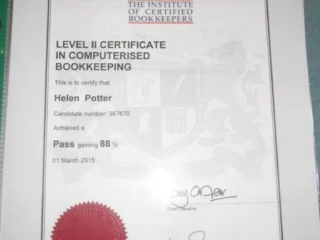 THE INSTITUTE
OF CERTIFIED
BOOKKEEPERS
LEVEL II CERTIFICATE
IN COMPUTERISED
BOOKKEEPING
This is to certify that
Helen Potter
Candidate number: 387870
Achieved a
Pass gaining 88 %
01 March 2015
Chief Executive